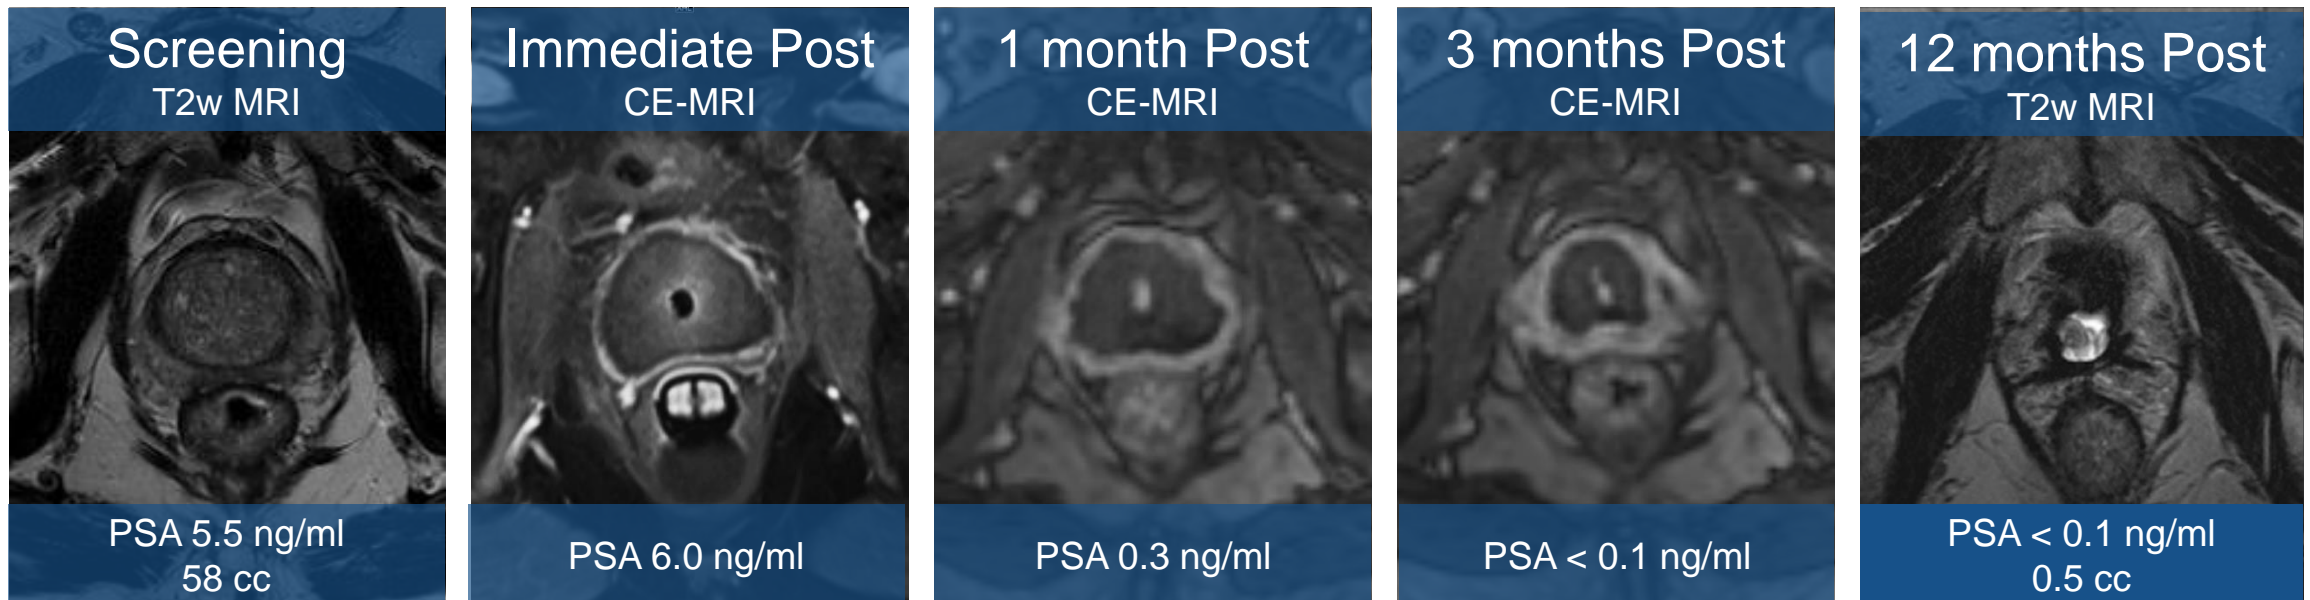 Screening
T2w MRI
PSA 5.5 ng/ml
58 cc
Immediate Post
CE-MRI
PSA 6.0 ng/ml
1 month Post
CE-MRI
PSA 0.3 ng/ml
3 months Post
CE-MRI
PSA < 0.1 ng/ml
12 months Post
T2w MRI
PSA < 0.1 ng/ml
0.5 cc